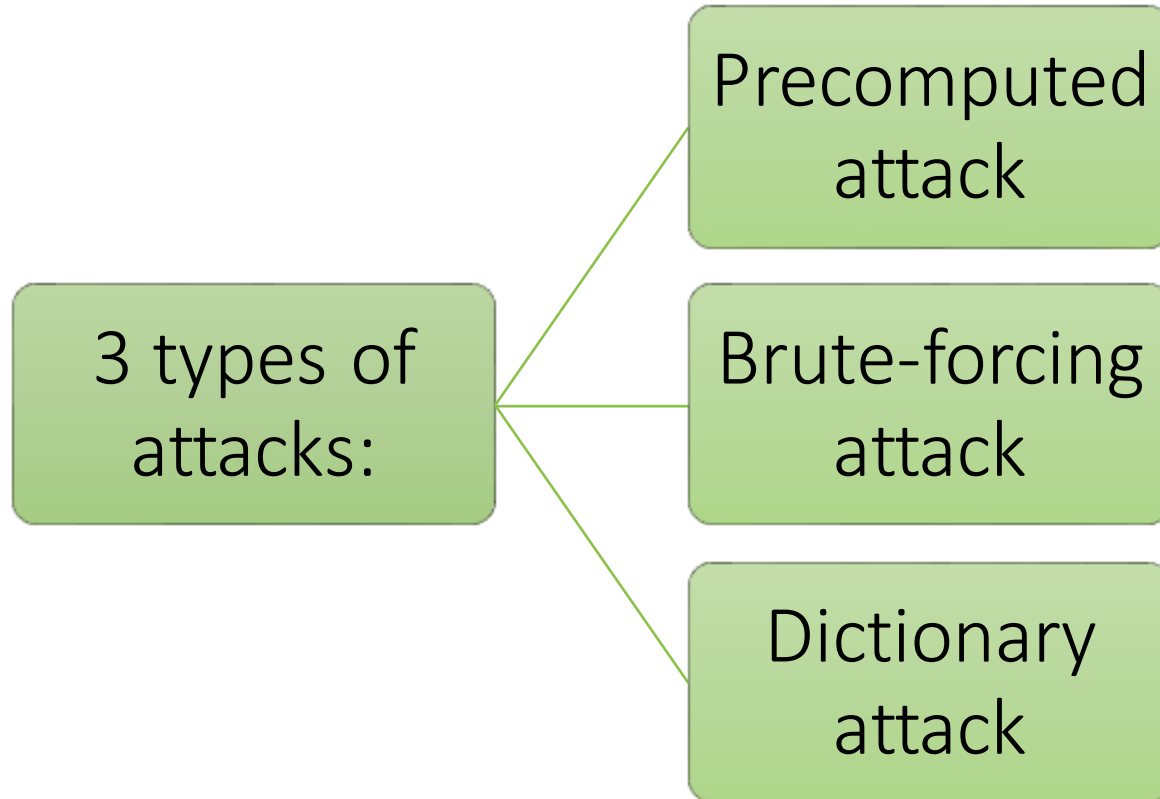 3 types of
attacks:
Precomputed
attack
Brute-forcing
attack
Dictionary
attack